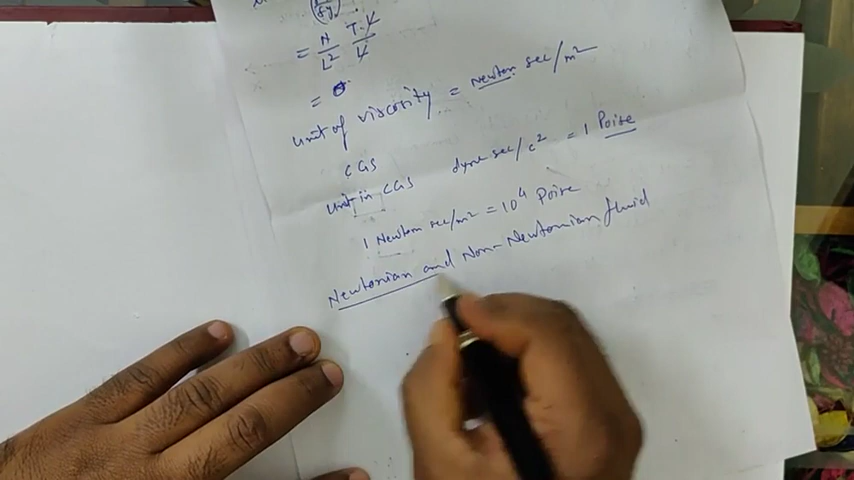 = N/L² T.L/L
=
Unit of viscosity = Newton sec/m²
CGS
Unit in CGS dyne sec/c² = 1 Poise
1 Newton sec/m² = 10⁴ Poise
Newtonian and Non-Newtonian fluid